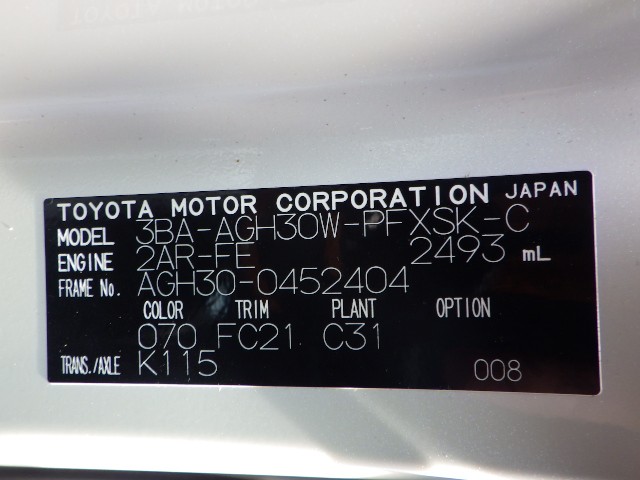 TOYOTA MOTOR CORPORATION JAPAN
MODEL 3BA-AGH30W-PFXSK-C
ENGINE 2AR-FE 2493 mL
FRAME No. AGH30-0452404
COLOR TRIM PLANT OPTION
070 FC21 C31
TRANS./AXLE K115 008